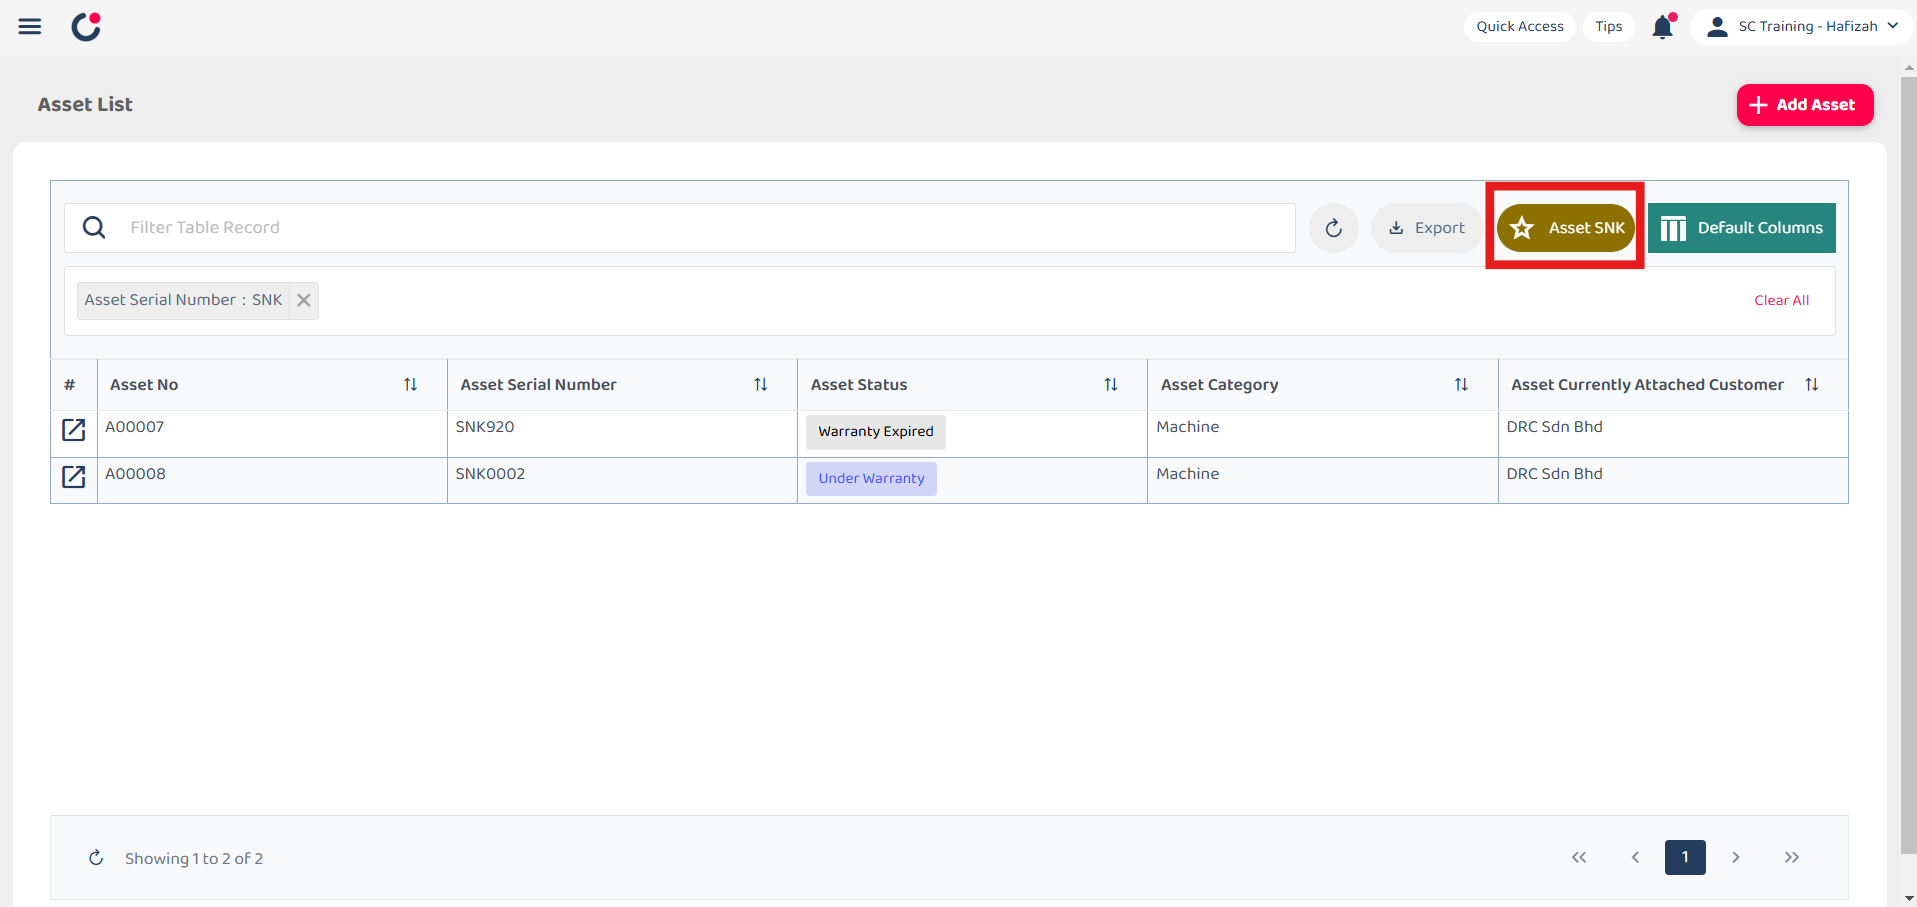 Quick Access
Tips
SC Training - Hafizah
Asset List
Add Asset
Filter Table Record
Export
Asset SNK
Default Columns
Asset Serial Number : SNK
Clear All
# Asset No Asset Serial Number Asset Status Asset Category Asset Currently Attached Customer
A00007 SNK920 Warranty Expired Machine DRC Sdn Bhd
A00008 SNK0002 Under Warranty Machine DRC Sdn Bhd
Showing 1 to 2 of 2
1